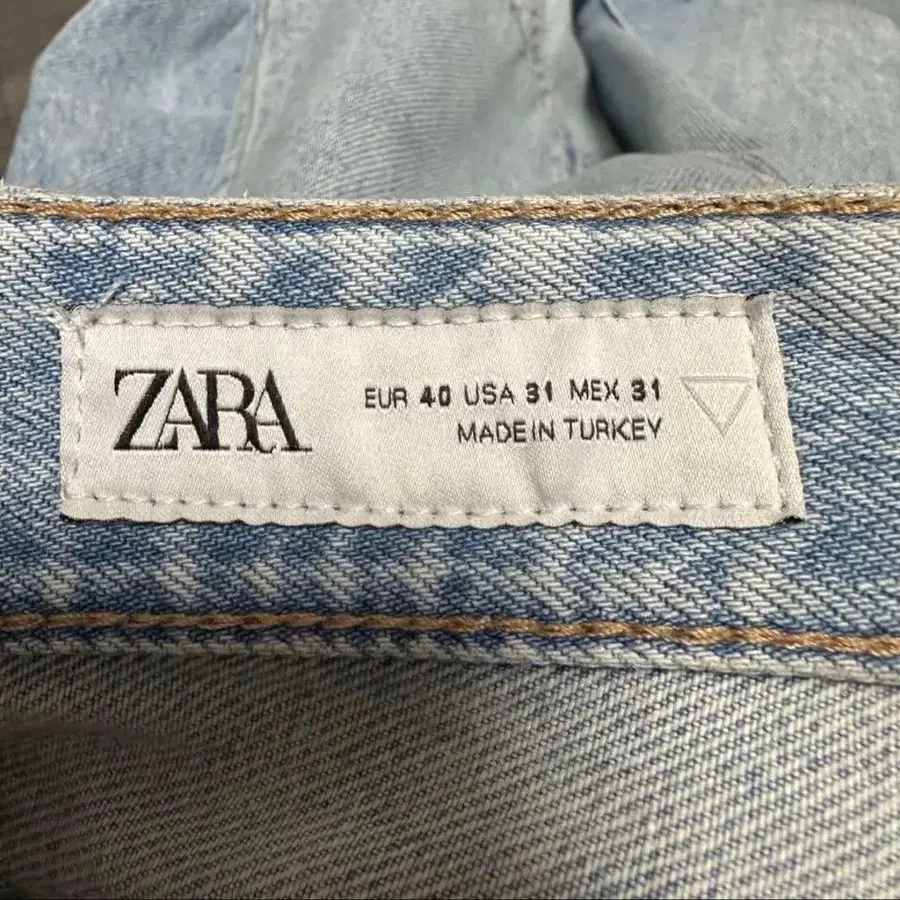 ZARA
EUR 40 USA 31 MEX 31
MADE IN TURKEY